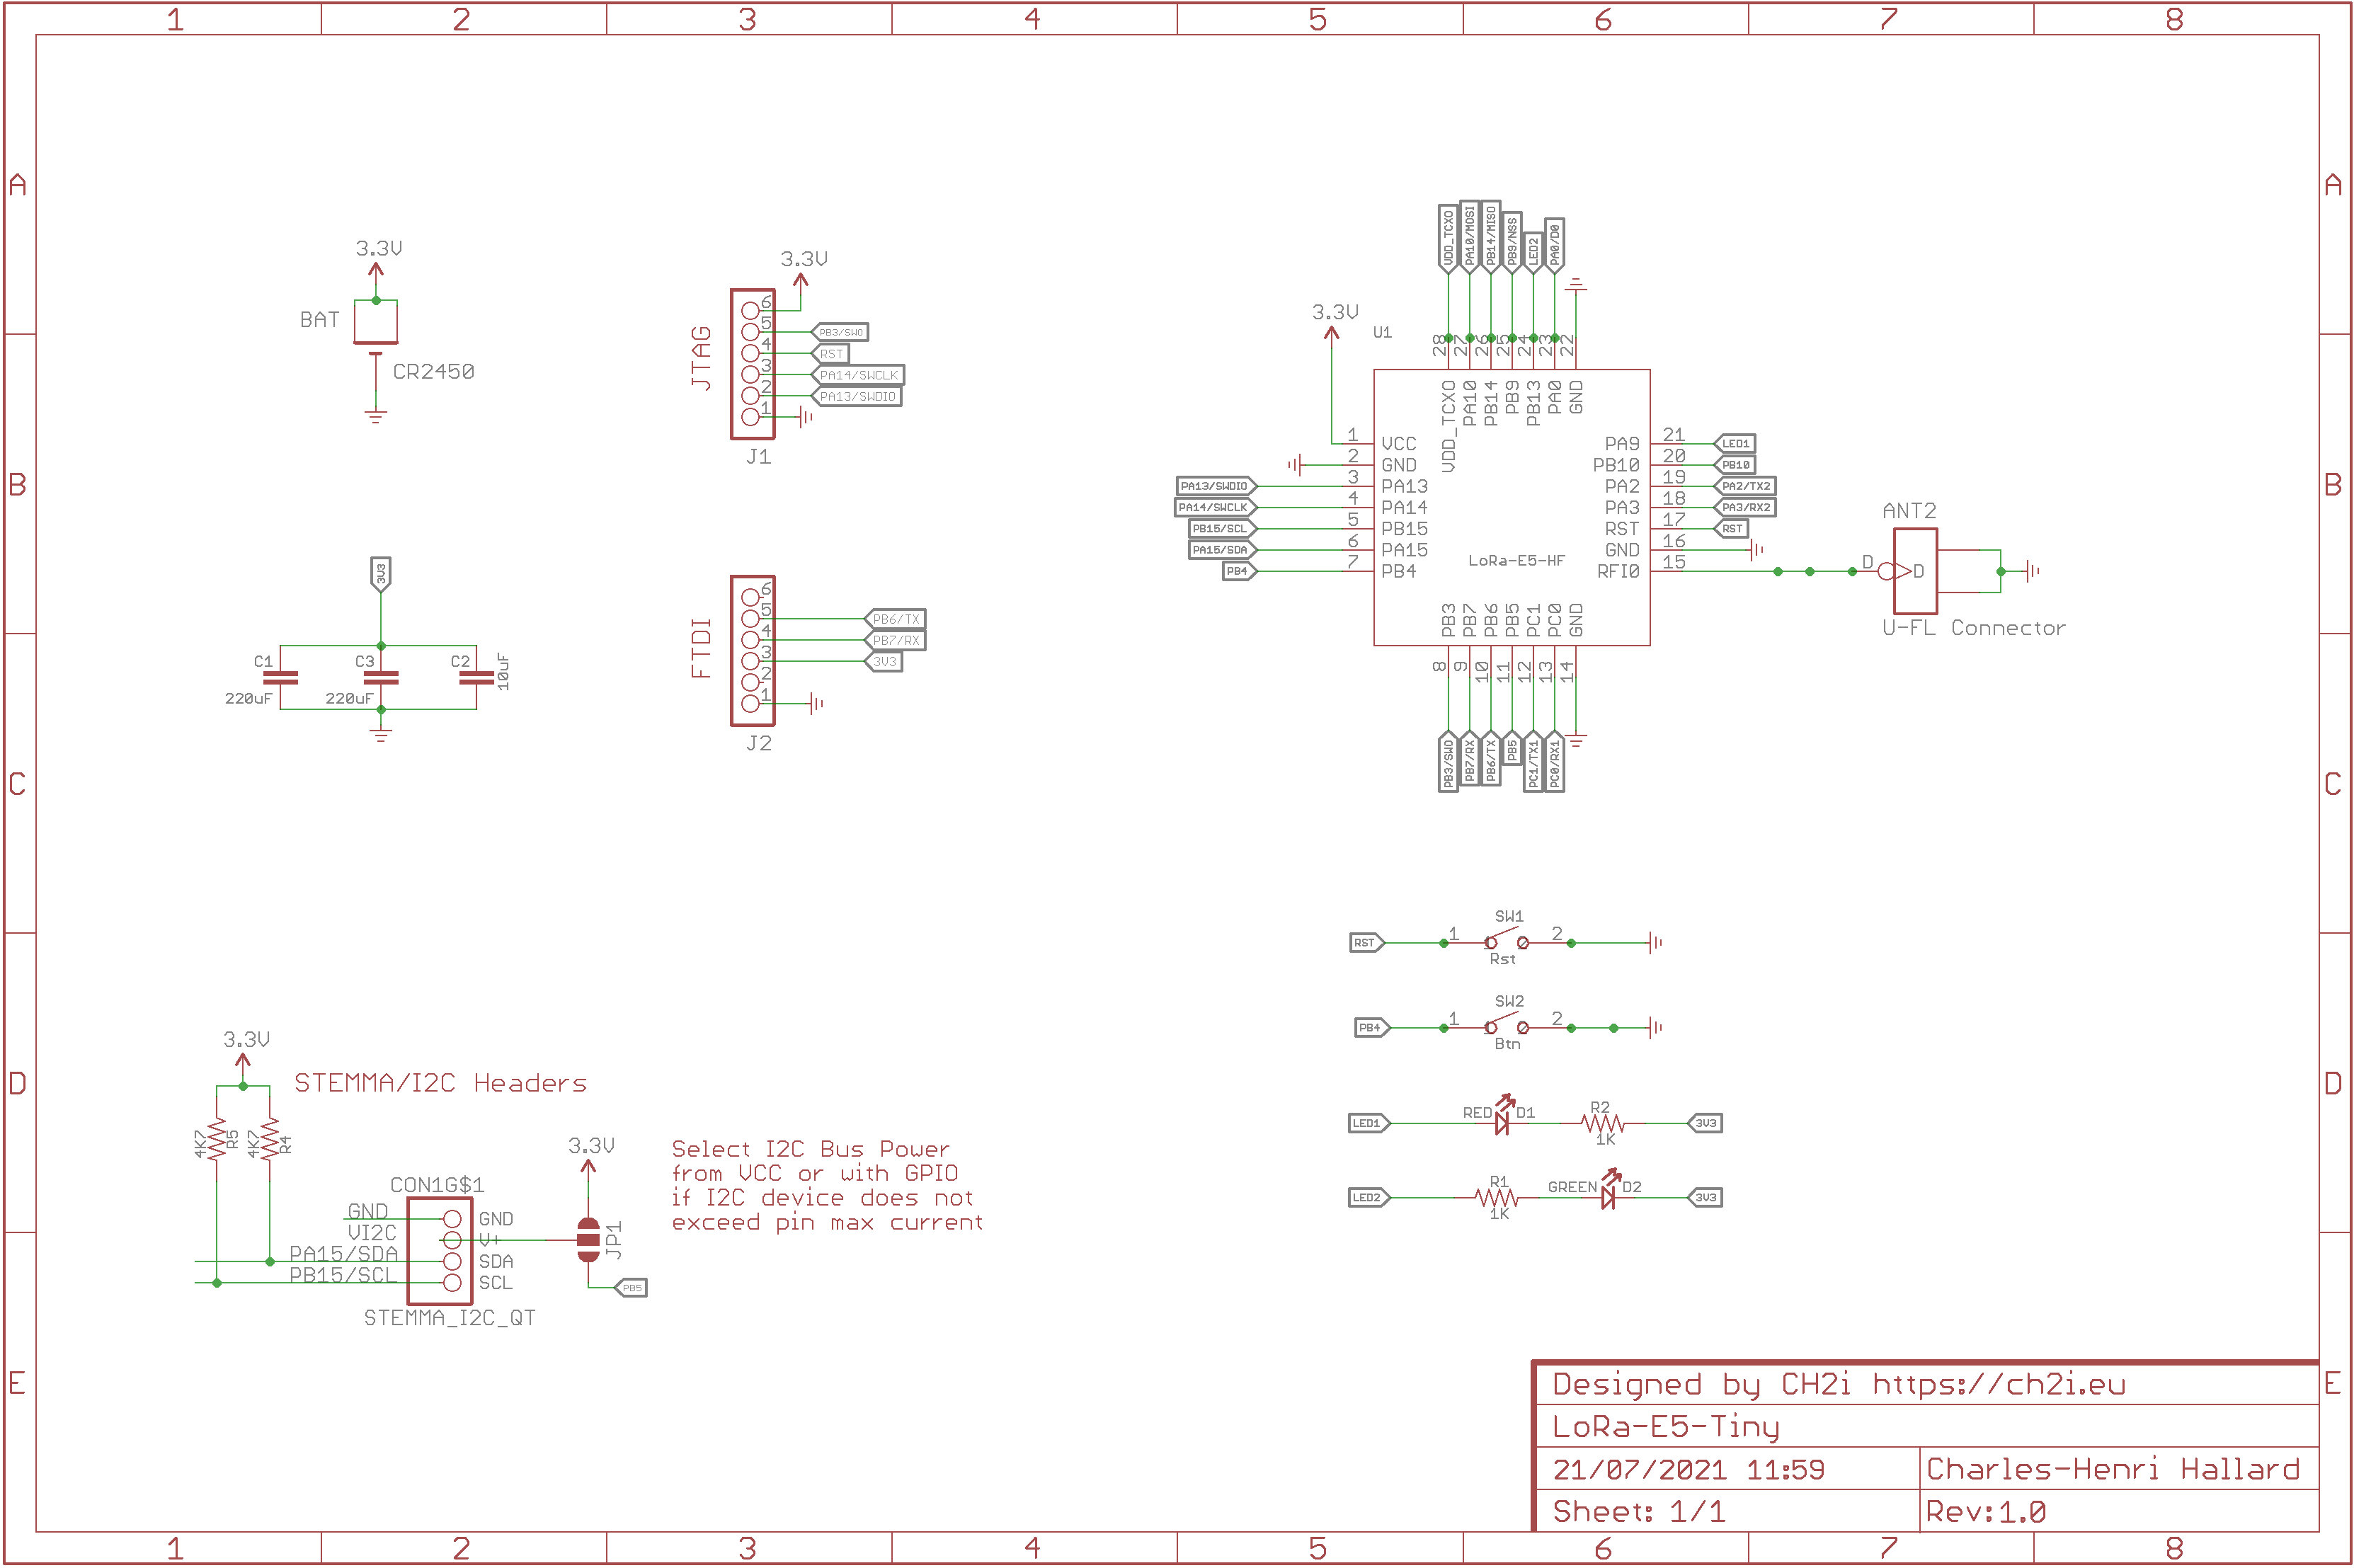 1 2 3 4 5 6 7 8
A A
3.3V
BAT
CR2450
3.3V
JTAG
6
5 PB3/SWO
4 RST
3 PA14/SWCLK
2 PA13/SWDIO
1
J1
VDD_TCXO
PA10/MOSI
PB14/MISO
PB9/NSS
LED2
PA0/D0
3.3V
U1
28 27 26 25 24 23 22
VDD_TCXO
PA10
PB14
PB9
PB13
PA0
GND
1 VCC
2 GND
PA13/SWDIO 3 PA13
PA14/SWCLK 4 PA14
PB15/SCL 5 PB15
PA15/SDA 6 PA15
PB4 7 PB4
PA9 21 LED1
PB10 20 PB10
PA2 19 PA2/TX2
PA3 18 PA3/RX2
RST 17 RST
GND 16
RFI0 15
LoRa-E5-HF
PB3
PB7
PB6
PB5
PC1
PC0
GND
8 9 10 11 12 13 14
PB3/SWO
PB7/RX
PB6/TX
PB5
PC1/TX1
PC0/RX1
ANT2
D D
U-FL Connector
B B
3V3
C1
220uF
C3
220uF
C2
10uF
FTDI
6
5 PB6/TX
4 PB7/RX
3 3V3
2
1
J2
C C
RST 1 SW1 2
Rst
PB4 1 SW2 2
Btn
LED1 RED D1 R2 3V3
1K
LED2 R1 GREEN D2 3V3
1K
D D
3.3V
STEMMA/I2C Headers
4K7 R5
4K7 R4
CON1G$1
GND GND
VI2C V+
PA15/SDA SDA
PB15/SCL SCL
STEMMA_I2C_QT
3.3V
JP1
PB5
Select I2C Bus Power
from VCC or with GPIO
if I2C device does not
exceed pin max current
E E
Designed by CH2i https://ch2i.eu
LoRa-E5-Tiny
21/07/2021 11:59 Charles-Henri Hallard
Sheet: 1/1 Rev:1.0
1 2 3 4 5 6 7 8